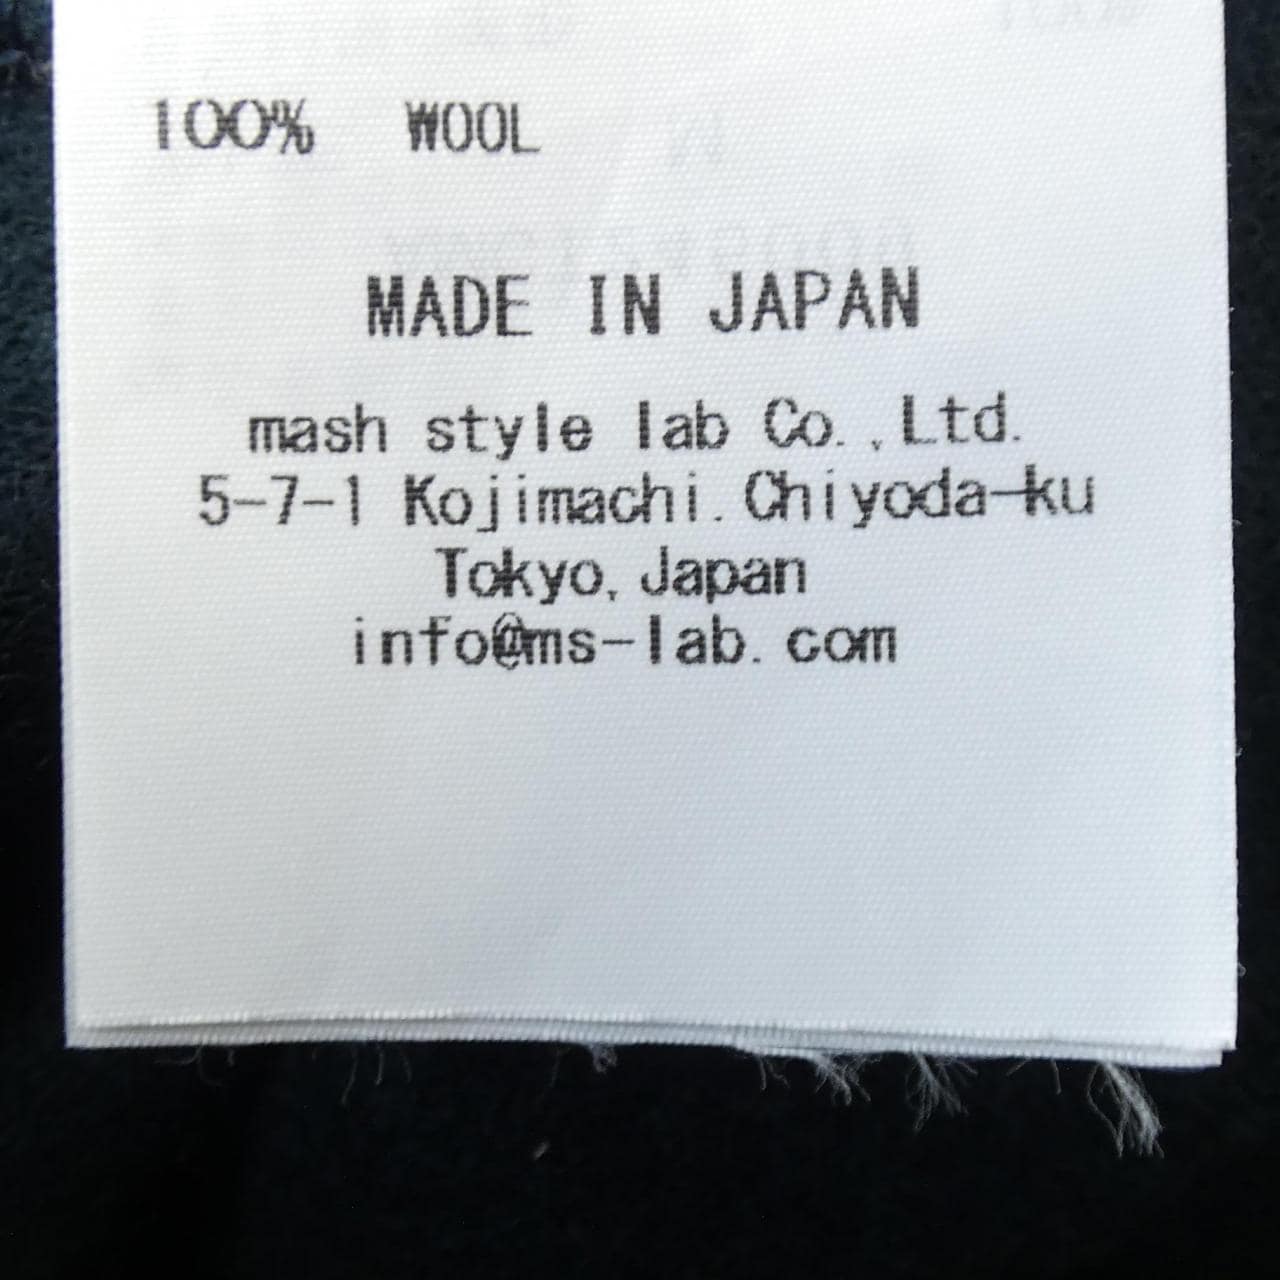 100% WOOL
MADE IN JAPAN
mash style lab Co.,Ltd.
5-7-1 Kojimachi.Chiyoda-ku
Tokyo,Japan
info@ms-lab.com